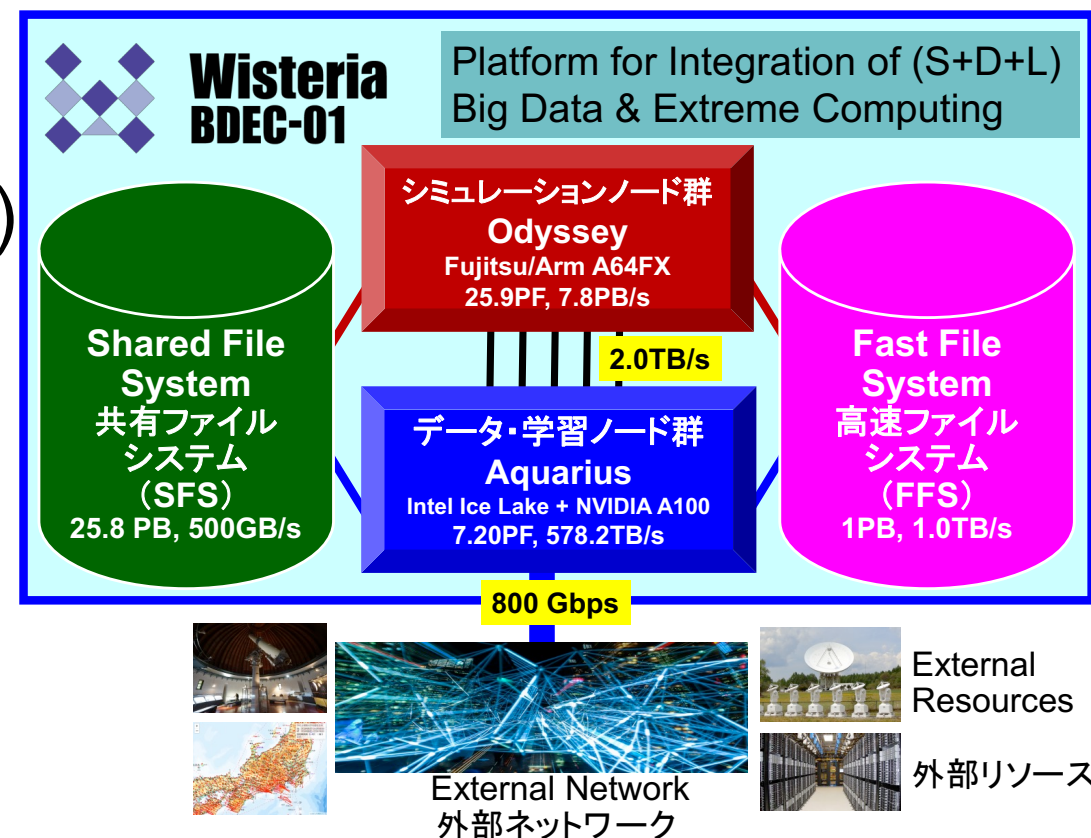 Wisteria
BDEC-01
Platform for Integration of (S+D+L)
Big Data & Extreme Computing
)
シミュレーションノード群
Odyssey
Fujitsu/Arm A64FX
25.9PF, 7.8PB/s
2.0TB/s
Shared File
System
共有ファイル
システム
（SFS）
25.8 PB, 500GB/s
データ・学習ノード群
Aquarius
Intel Ice Lake + NVIDIA A100
7.20PF, 578.2TB/s
Fast File
System
高速ファイル
システム
（FFS）
1PB, 1.0TB/s
800 Gbps
External
Resources
外部リソース
External Network
外部ネットワーク